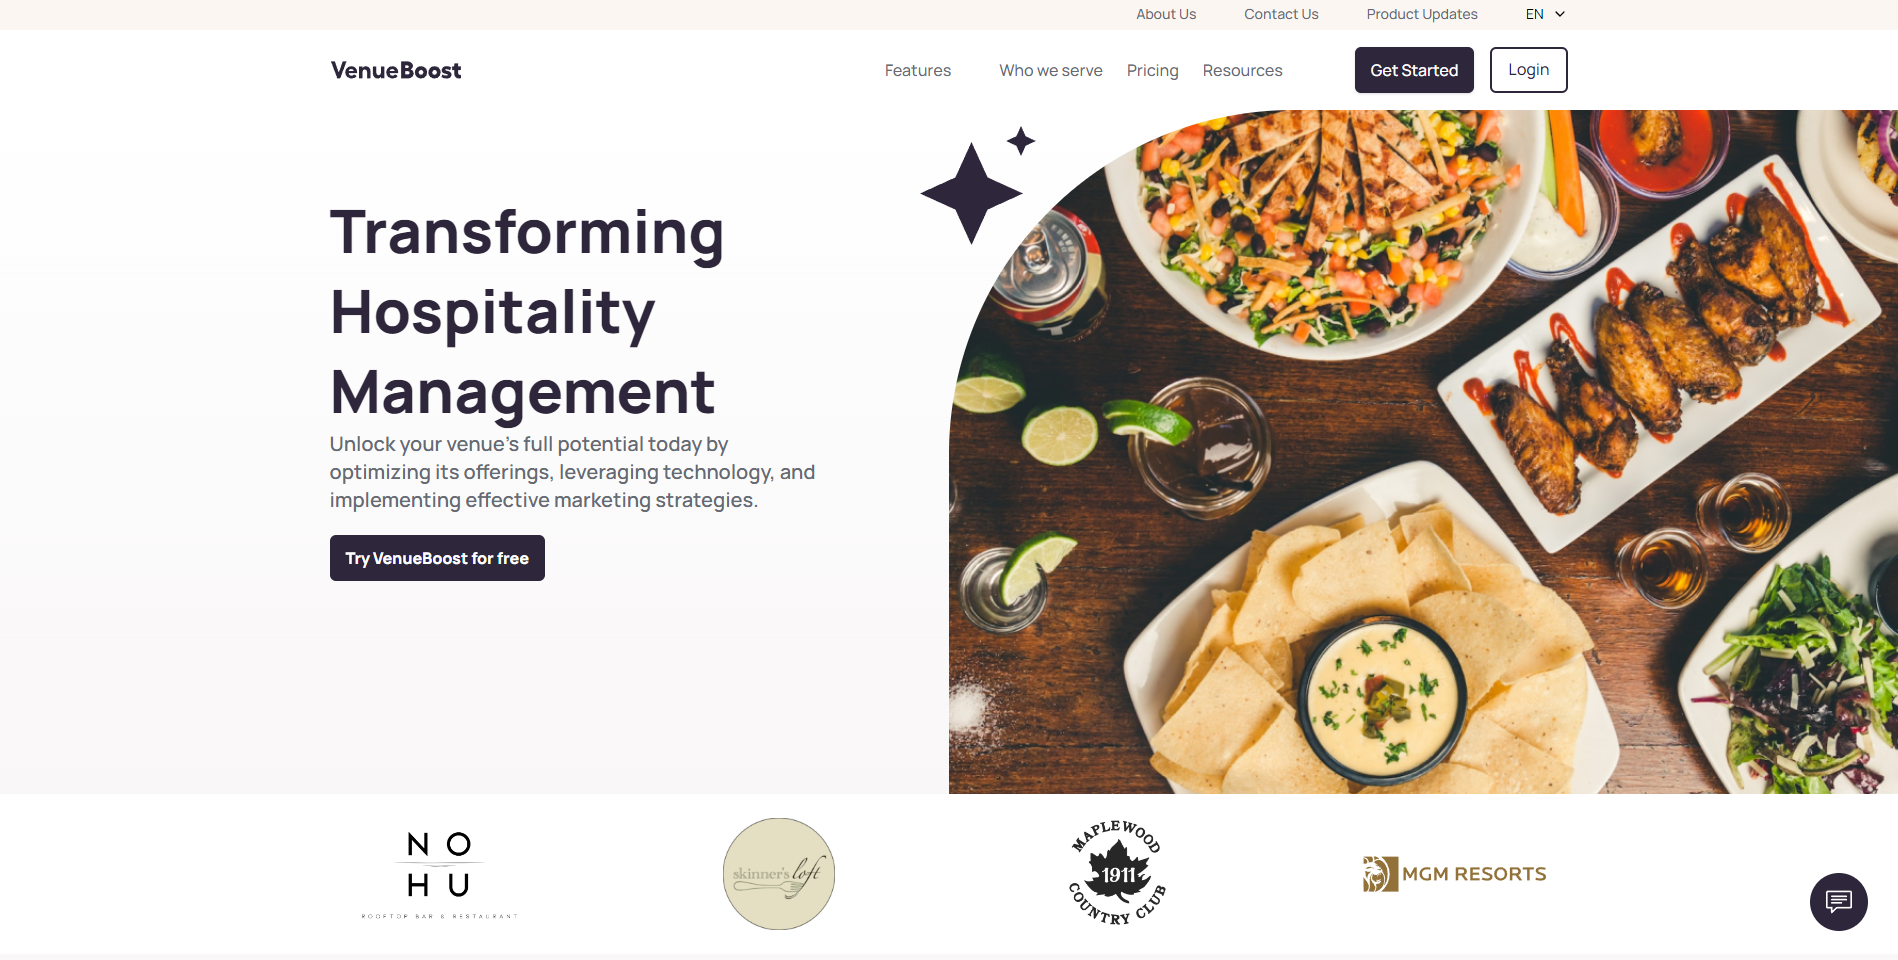 About Us Contact Us Product Updates EN
VenueBoost Features Who we serve Pricing Resources Get Started Login
Transforming
Hospitality
Management
Unlock your venue's full potential today by
optimizing its offerings, leveraging technology, and
implementing effective marketing strategies.
Try VenueBoost for free
NO
HU
ROOFTOP BAR & RESTAURANT
skinner's loft
MAPLEWOOD
1911
COUNTRY CLUB
MGM RESORTS